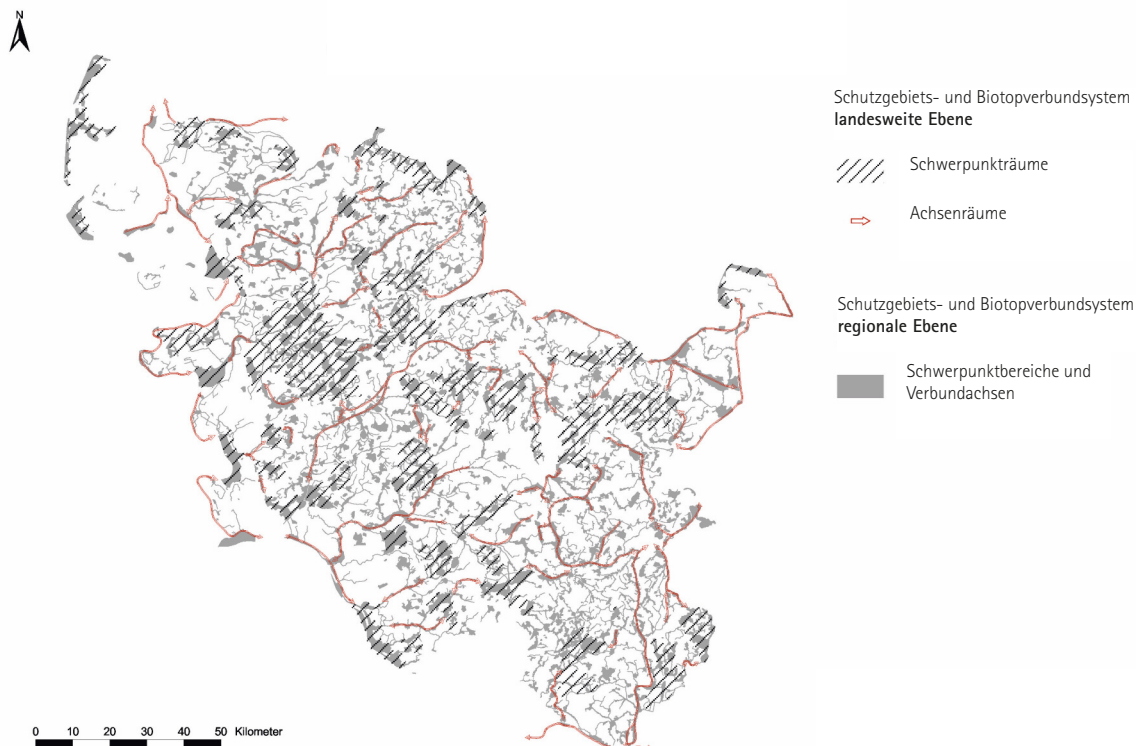 N
Schutzgebiets- und Biotopverbundsystem
landesweite Ebene
Schwerpunkträume
Achsenräume
Schutzgebiets- und Biotopverbundsystem
regionale Ebene
Schwerpunktbereiche und
Verbundachsen
0 10 20 30 40 50 Kilometer